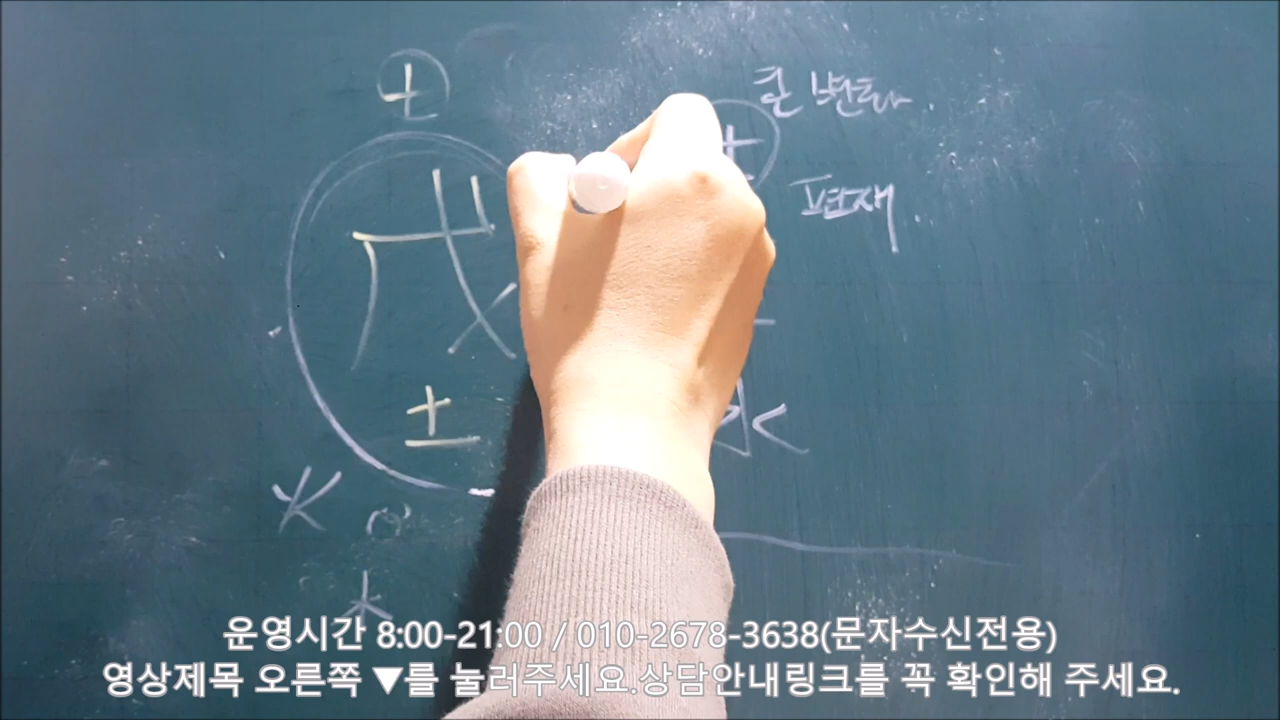 土
큰 변화.
戊
편재
土
水
운영시간 8:00-21:00 / 010-2678-3638(문자수신전용)
영상제목 오른쪽 ▼를 눌러주세요.상담안내링크를 꼭 확인해 주세요.